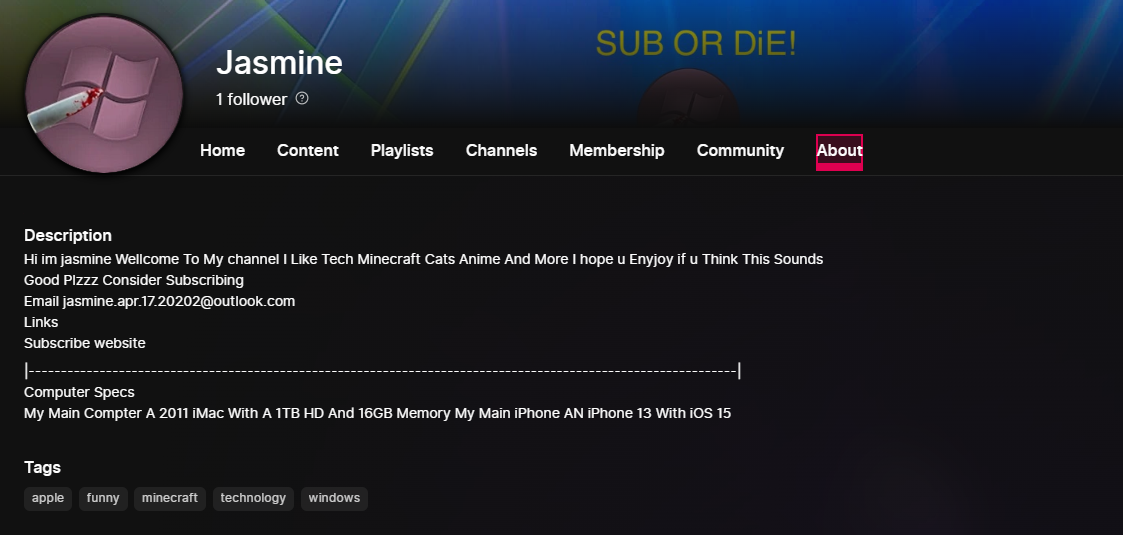 SUB OR DiE!
Jasmine
1 follower
Home Content Playlists Channels Membership Community About
Description
Hi im jasmine Wellcome To My channel I Like Tech Minecraft Cats Anime And More I hope u Enyjoy if u Think This Sounds
Good Plzzz Consider Subscribing
Email jasmine.apr.17.20202@outlook.com
Links
Subscribe website
|--------------------------------------------------------------------------------------------------------------|
Computer Specs
My Main Compter A 2011 iMac With A 1TB HD And 16GB Memory My Main iPhone AN iPhone 13 With iOS 15
Tags
apple funny minecraft technology windows